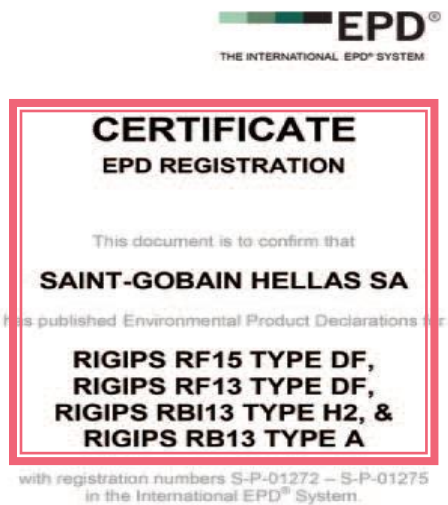 EPD®
THE INTERNATIONAL EPD® SYSTEM
CERTIFICATE
EPD REGISTRATION
This document is to confirm that
SAINT-GOBAIN HELLAS SA
has published Environmental Product Declarations for
RIGIPS RF15 TYPE DF,
RIGIPS RF13 TYPE DF,
RIGIPS RBI13 TYPE H2, &
RIGIPS RB13 TYPE A
with registration numbers S-P-01272 – S-P-01275
in the International EPD® System.